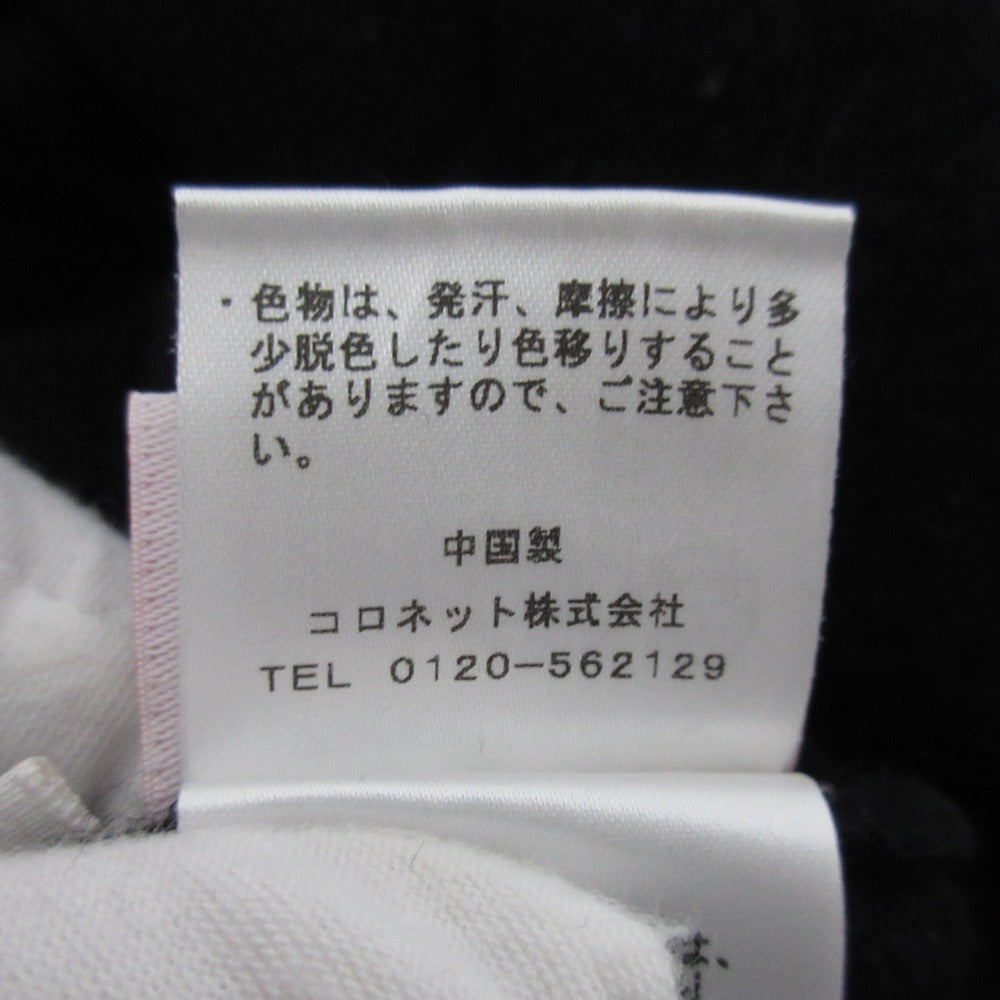 ・色物は、発汗、摩擦により多
少脱色したり色移りすること
がありますので、ご注意下さ
い。
中国製
コロネット株式会社
TEL 0120-562129
は、